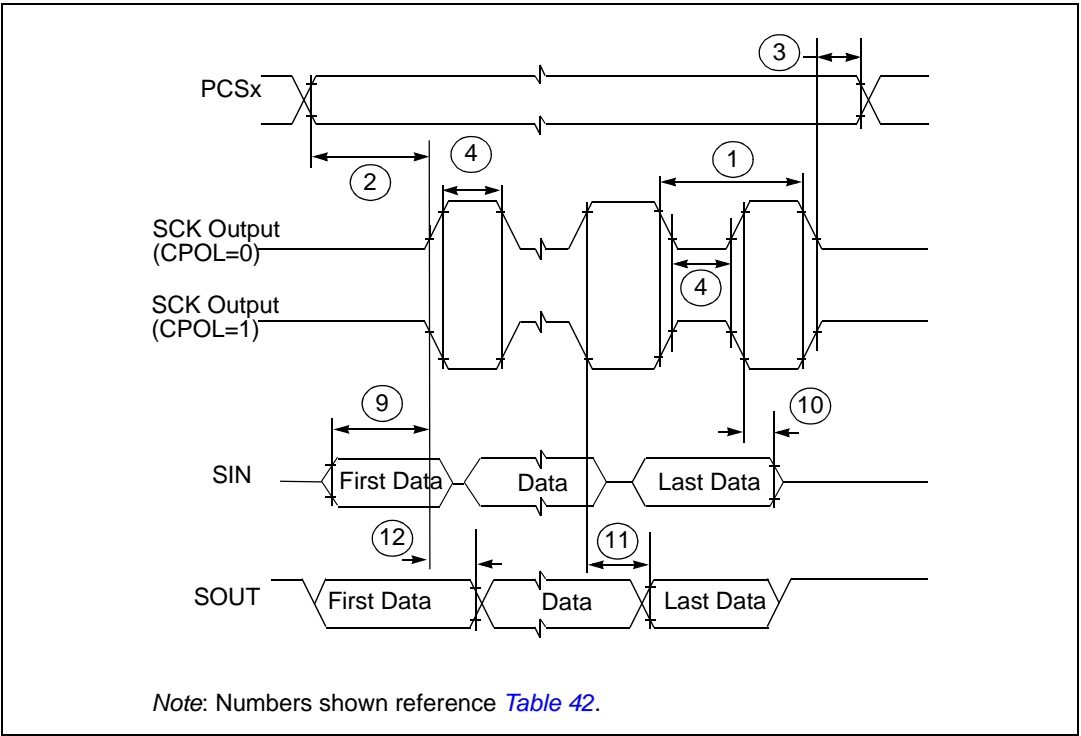 3
PCSx
4
1
2
SCK Output
(CPOL=0)
4
SCK Output
(CPOL=1)
9
10
SIN
First Data
Data
Last Data
12
11
SOUT
First Data
Data
Last Data
Note: Numbers shown reference Table 42.